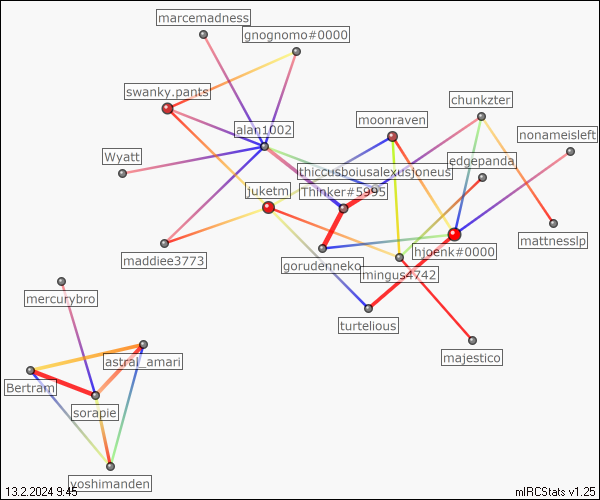 marcemadness
gnognomo#0000
swanky.pants
chunkzter
moonraven
alan1002
nonameisleft
edgepanda
Wyatt
thiccusboiusalexusjoneus
juketm
Thinker#5995
mattnesslp
hjoenk#0000
maddiee3773
gorudenneko
mingus4742
mercurybro
turtelious
majestico
astral_amari
Bertram
sorapie
yoshimanden
13.2.2024 9:45
mIRCStats v1.25